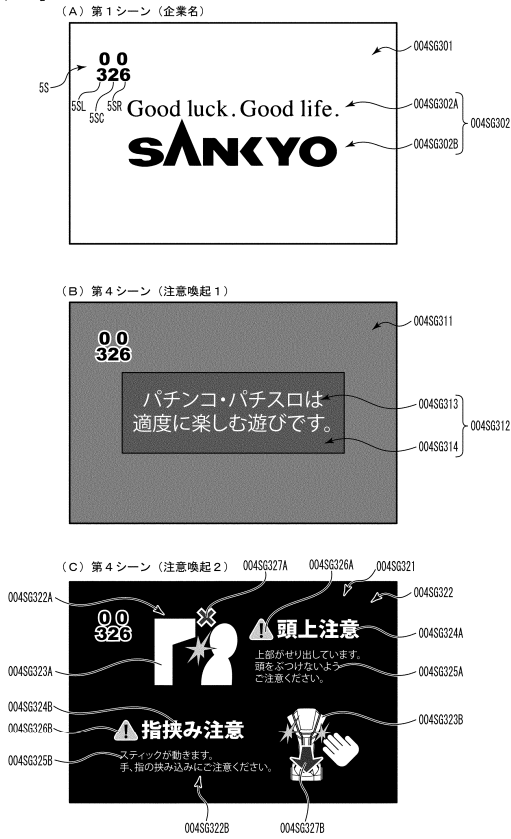 （A）第１シーン（企業名）
004SG301
0 0
326
5S
5SL
5SC
5SR
Good luck. Good life.
004SG302A
SANKYO
004SG302B
004SG302
（B）第４シーン（注意喚起１）
004SG311
0 0
326
パチンコ・パチスロは
適度に楽しむ遊びです。
004SG313
004SG314
004SG312
（C）第４シーン（注意喚起２）
004SG327A
004SG326A
004SG321
004SG322
004SG322A
0 0
326
頭上注意
004SG324A
上部がせり出しています。
頭をぶつけないよう
ご注意ください。
004SG325A
004SG323A
004SG324B
004SG326B
指挟み注意
004SG323B
004SG325B
スティックが動きます。
手、指の挟み込みにご注意ください。
004SG322B
004SG327B